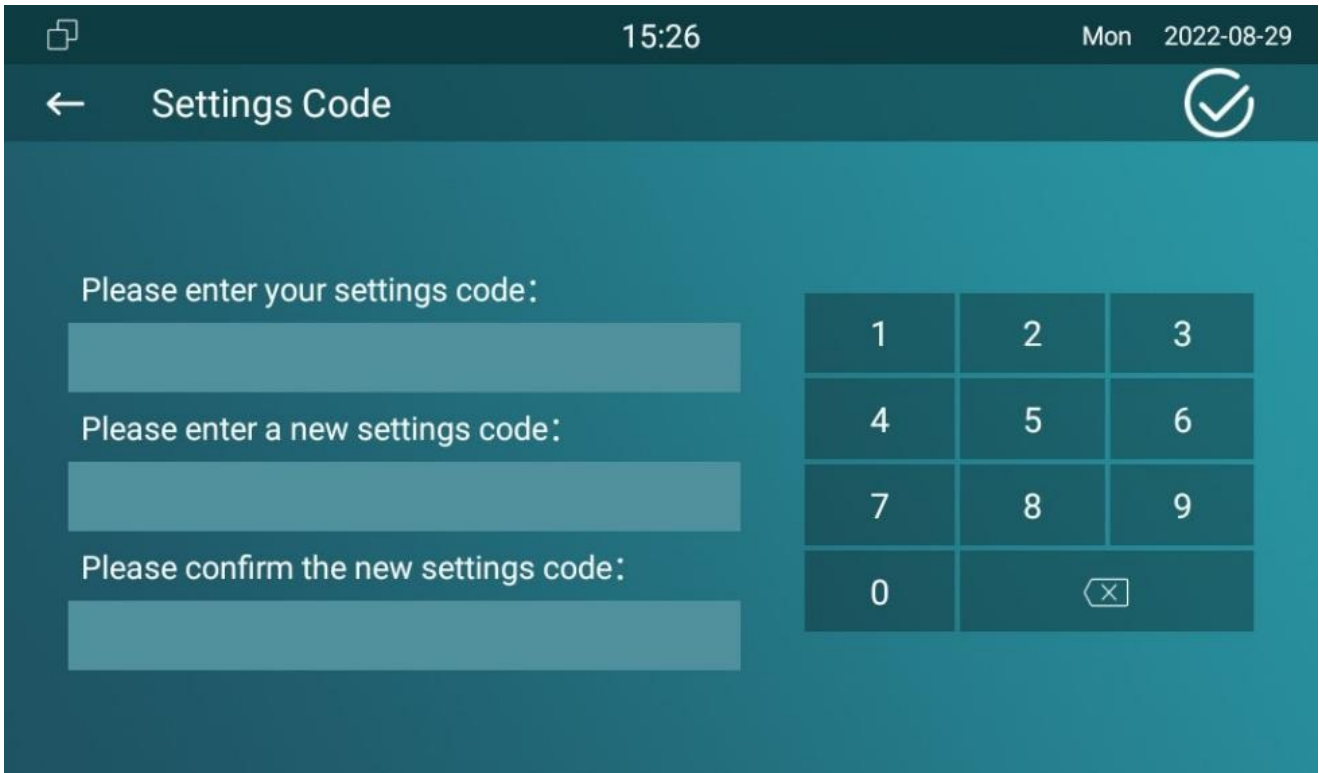 15:26 Mon 2022-08-29
Settings Code
Please enter your settings code:
Please enter a new settings code:
Please confirm the new settings code:
1 2 3
4 5 6
7 8 9
0